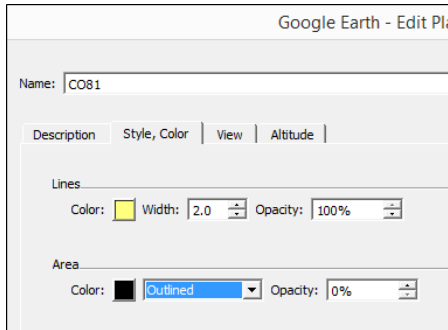 Google Earth - Edit Pla
Name: CO81
Description Style, Color View Altitude
Lines
Color: Width: 2.0 Opacity: 100%
Area
Color: Outlined Opacity: 0%